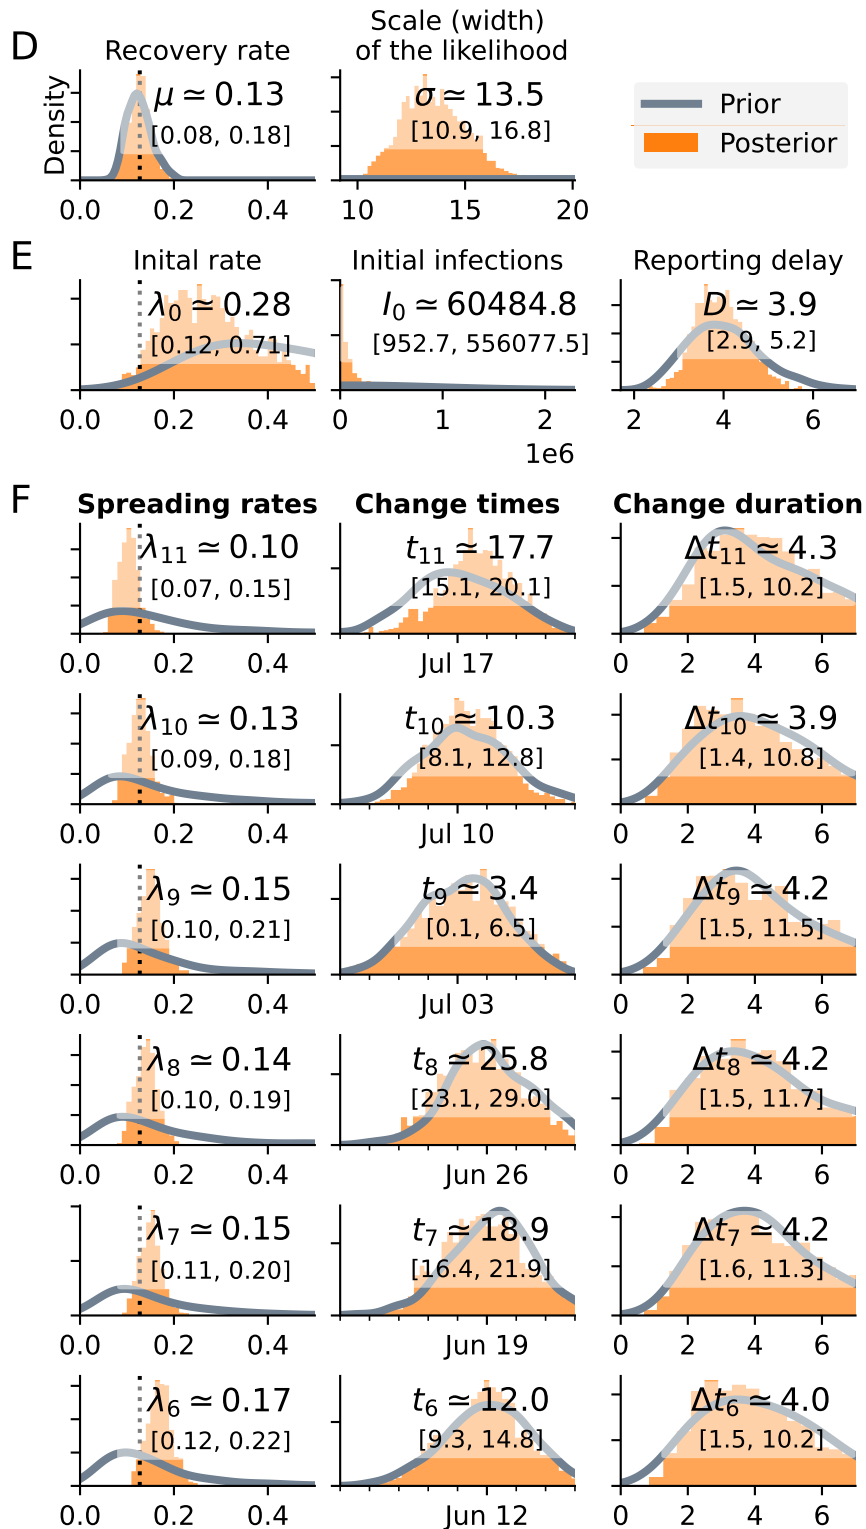 D
Recovery rate
Density
μ ≃ 0.13
[0.08, 0.18]
0.0 0.2 0.4
Scale (width)
of the likelihood
σ ≃ 13.5
[10.9, 16.8]
10 15 20
Prior
Posterior
E
Inital rate
λ₀ ≃ 0.28
[0.12, 0.71]
0.0 0.2 0.4
Initial infections
I₀ ≃ 60484.8
[952.7, 556077.5]
0 1 2
1e6
Reporting delay
D ≃ 3.9
[2.9, 5.2]
2 4 6
F
Spreading rates Change times Change duration
λ₁₁ ≃ 0.10
[0.07, 0.15]
0.0 0.2 0.4
t₁₁ ≃ 17.7
[15.1, 20.1]
Jul 17
Δt₁₁ ≃ 4.3
[1.5, 10.2]
0 2 4 6
λ₁₀ ≃ 0.13
[0.09, 0.18]
0.0 0.2 0.4
t₁₀ ≃ 10.3
[8.1, 12.8]
Jul 10
Δt₁₀ ≃ 3.9
[1.4, 10.8]
0 2 4 6
λ₉ ≃ 0.15
[0.10, 0.21]
0.0 0.2 0.4
t₉ ≃ 3.4
[0.1, 6.5]
Jul 03
Δt₉ ≃ 4.2
[1.5, 11.5]
0 2 4 6
λ₈ ≃ 0.14
[0.10, 0.19]
0.0 0.2 0.4
t₈ ≃ 25.8
[23.1, 29.0]
Jun 26
Δt₈ ≃ 4.2
[1.5, 11.7]
0 2 4 6
λ₇ ≃ 0.15
[0.11, 0.20]
0.0 0.2 0.4
t₇ ≃ 18.9
[16.4, 21.9]
Jun 19
Δt₇ ≃ 4.2
[1.6, 11.3]
0 2 4 6
λ₆ ≃ 0.17
[0.12, 0.22]
0.0 0.2 0.4
t₆ ≃ 12.0
[9.3, 14.8]
Jun 12
Δt₆ ≃ 4.0
[1.5, 10.2]
0 2 4 6